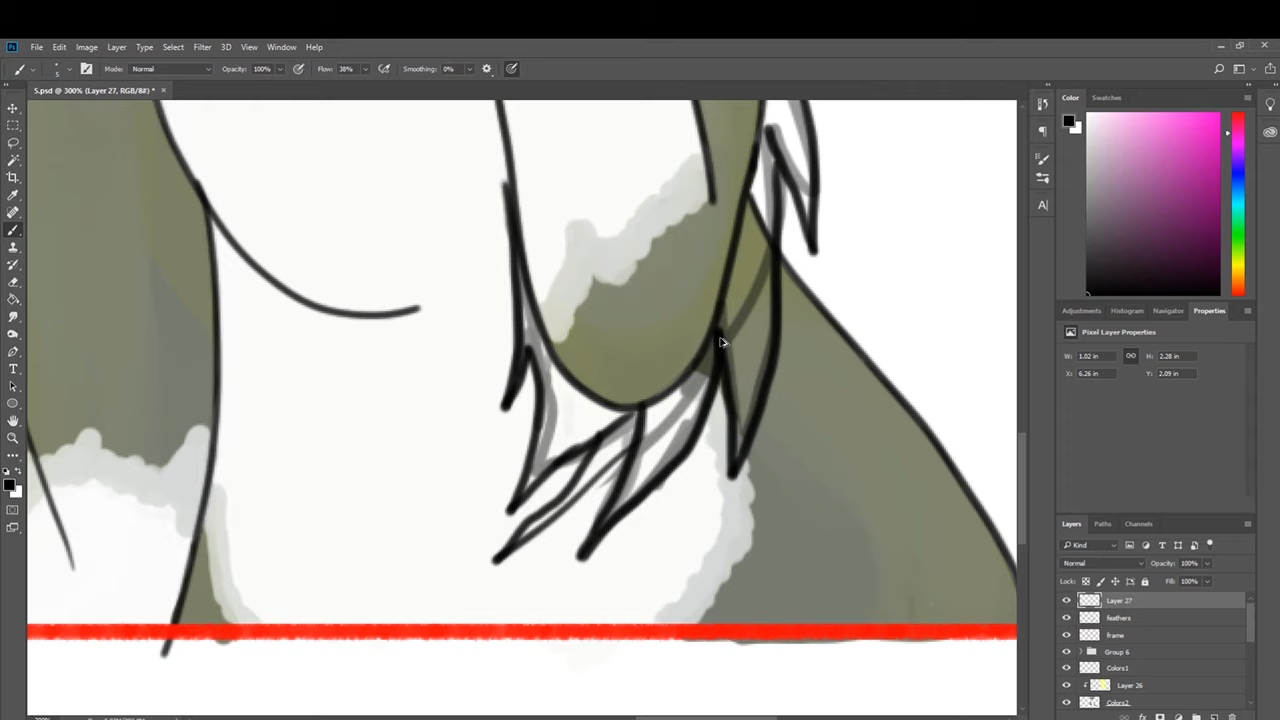 Ps File Edit Image Layer Type Select Filter 3D View Window Help
5 Mode: Normal Opacity: 100% Flow: 38% Smoothing: 0%
5.psd @ 300% (Layer 27, RGB/8#) * ×
Color Swatches
Adjustments Histogram Navigator Properties
Pixel Layer Properties
W: 1.02 in H: 2.28 in
X: 6.26 in Y: 2.09 in
Layers Paths Channels
Kind
Normal Opacity: 100%
Lock: Fill: 100%
Layer 27
feathers
frame
Group 6
Colors1
Layer 26
Colors2